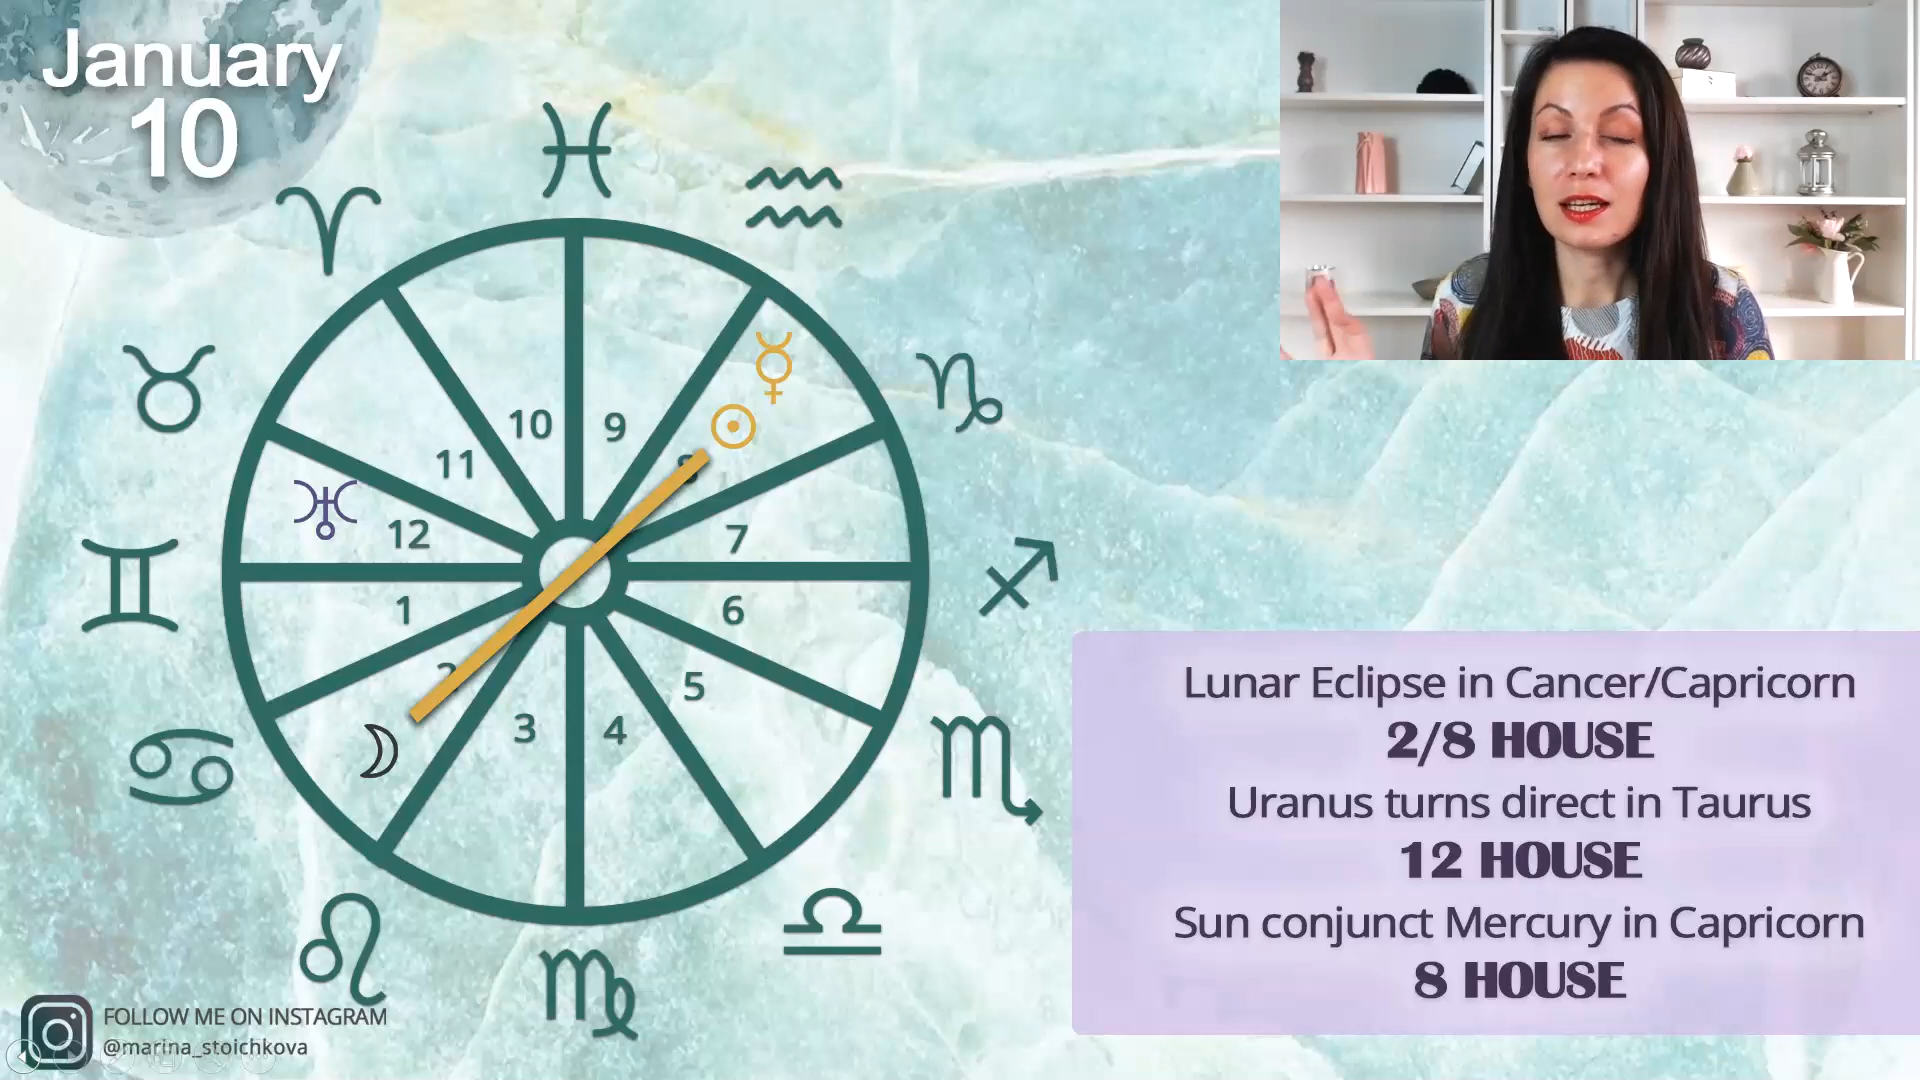 January
10
10
9
8
11
12
7
1
6
2
5
3
4
Lunar Eclipse in Cancer/Capricorn
2/8 HOUSE
Uranus turns direct in Taurus
12 HOUSE
Sun conjunct Mercury in Capricorn
8 HOUSE
FOLLOW ME ON INSTAGRAM
@marina_stoichkova